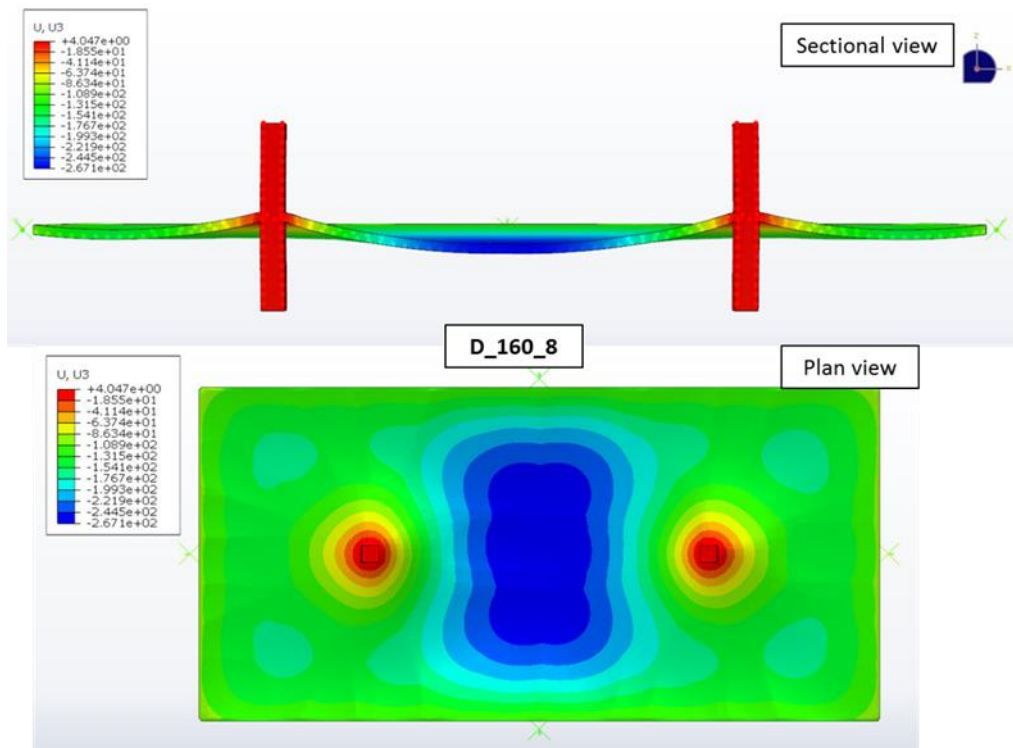 U, U3
+4.047e+00
-1.855e+01
-4.114e+01
-6.374e+01
-8.634e+01
-1.089e+02
-1.315e+02
-1.541e+02
-1.767e+02
-1.993e+02
-2.219e+02
-2.445e+02
-2.671e+02
Sectional view
z
x
D_160_8
Plan view
U, U3
+4.047e+00
-1.855e+01
-4.114e+01
-6.374e+01
-8.634e+01
-1.089e+02
-1.315e+02
-1.541e+02
-1.767e+02
-1.993e+02
-2.219e+02
-2.445e+02
-2.671e+02